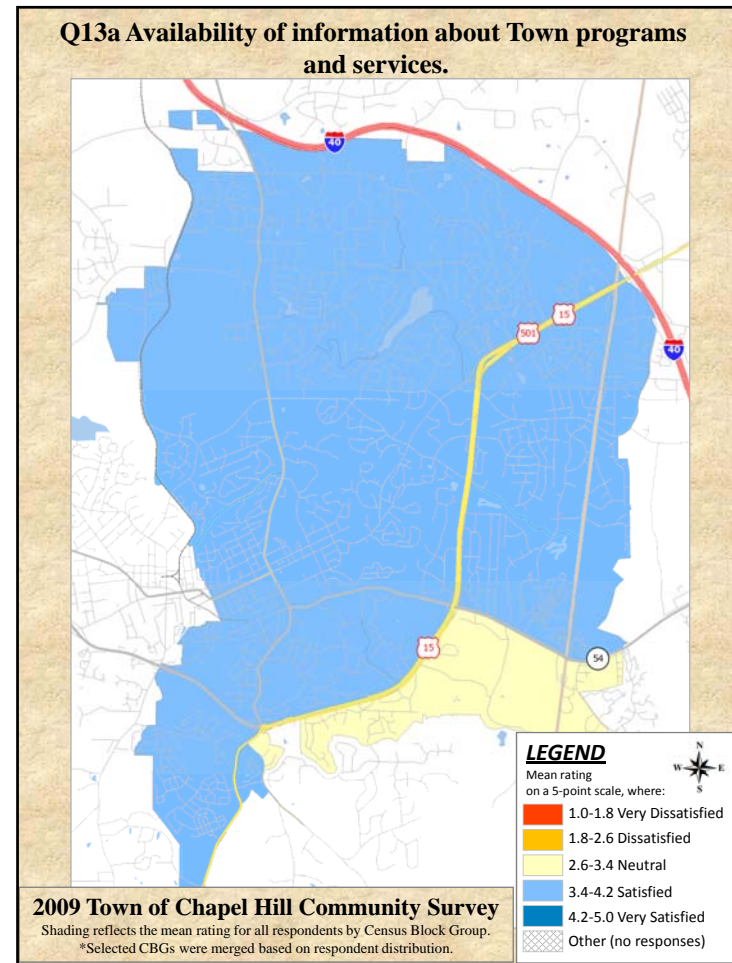 Q13a Availability of information about Town programs
and services.
40
15
501
40
15
54
LEGEND
Mean rating
on a 5-point scale, where:
N
W E
S
1.0-1.8 Very Dissatisfied
1.8-2.6 Dissatisfied
2.6-3.4 Neutral
3.4-4.2 Satisfied
4.2-5.0 Very Satisfied
Other (no responses)
2009 Town of Chapel Hill Community Survey
Shading reflects the mean rating for all respondents by Census Block Group.
*Selected CBGs were merged based on respondent distribution.